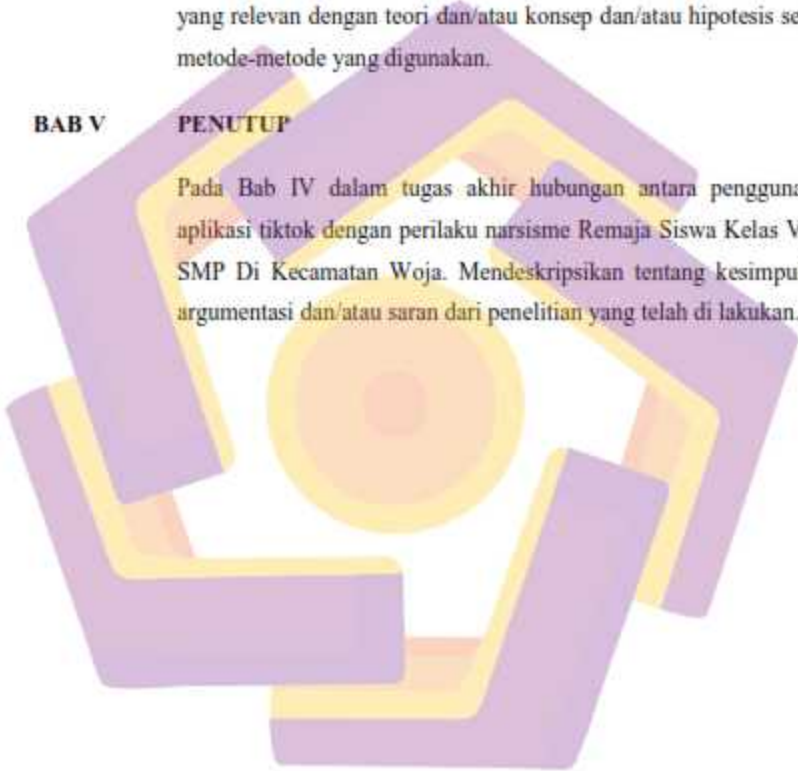 yang relevan dengan teori dan/atau konsep dan/atau hipotesis se
metode-metode yang digunakan.
BAB V PENUTUP
Pada Bab IV dalam tugas akhir hubungan antara pengguna
aplikasi tiktok dengan perilaku narsisme Remaja Siswa Kelas V
SMP Di Kecamatan Woja. Mendeskripsikan tentang kesimpu
argumentasi dan/atau saran dari penelitian yang telah di lakukan.